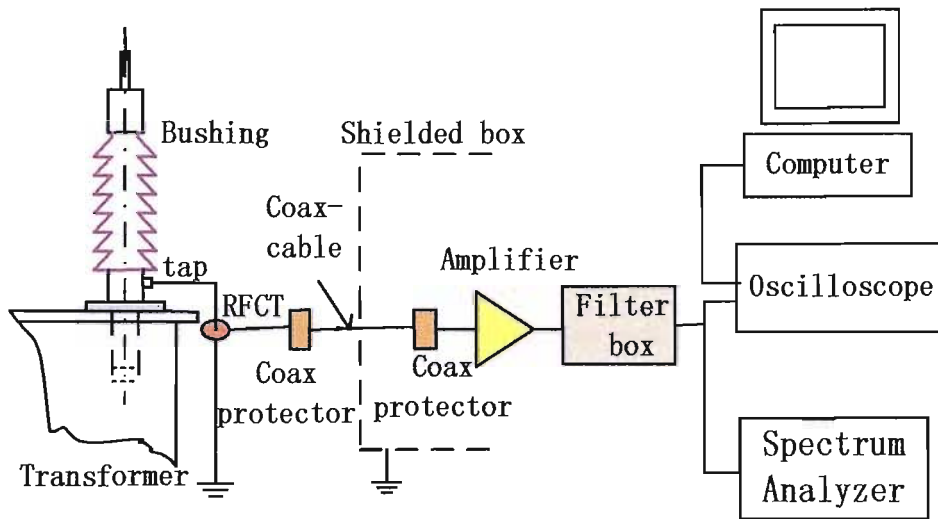 Bushing
Shielded box
Computer
Coax-
cable
tap
Amplifier
RFCT
Oscilloscope
Filter
box
Coax
protector
Coax
protector
Transformer
Spectrum
Analyzer